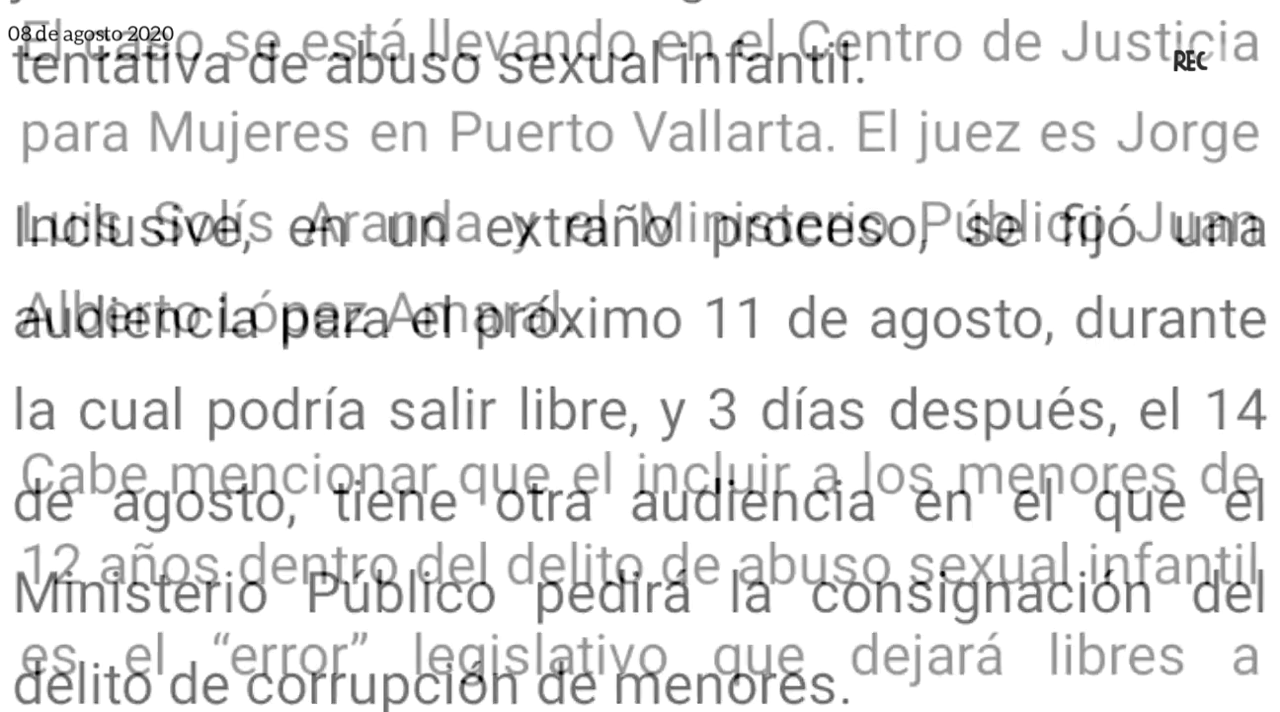 08 de agosto 2020
El caso se está llevando en el Centro de Justicia
tentativa de abuso sexual infantil.
REC
para Mujeres en Puerto Vallarta. El juez es Jorge
Luis Solís Aranda y el Ministerio Público Juan
Inclusive, en un extraño proceso, se fijó una
Alberto López Amaral.
audiencia para el próximo 11 de agosto, durante
la cual podría salir libre, y 3 días después, el 14
Cabe mencionar que el incluir a los menores de
de agosto, tiene otra audiencia en el que el
12 años dentro del delito de abuso sexual infantil
Ministerio Público pedirá la consignación del
es el “error” legislativo que dejará libres a
delito de corrupción de menores.